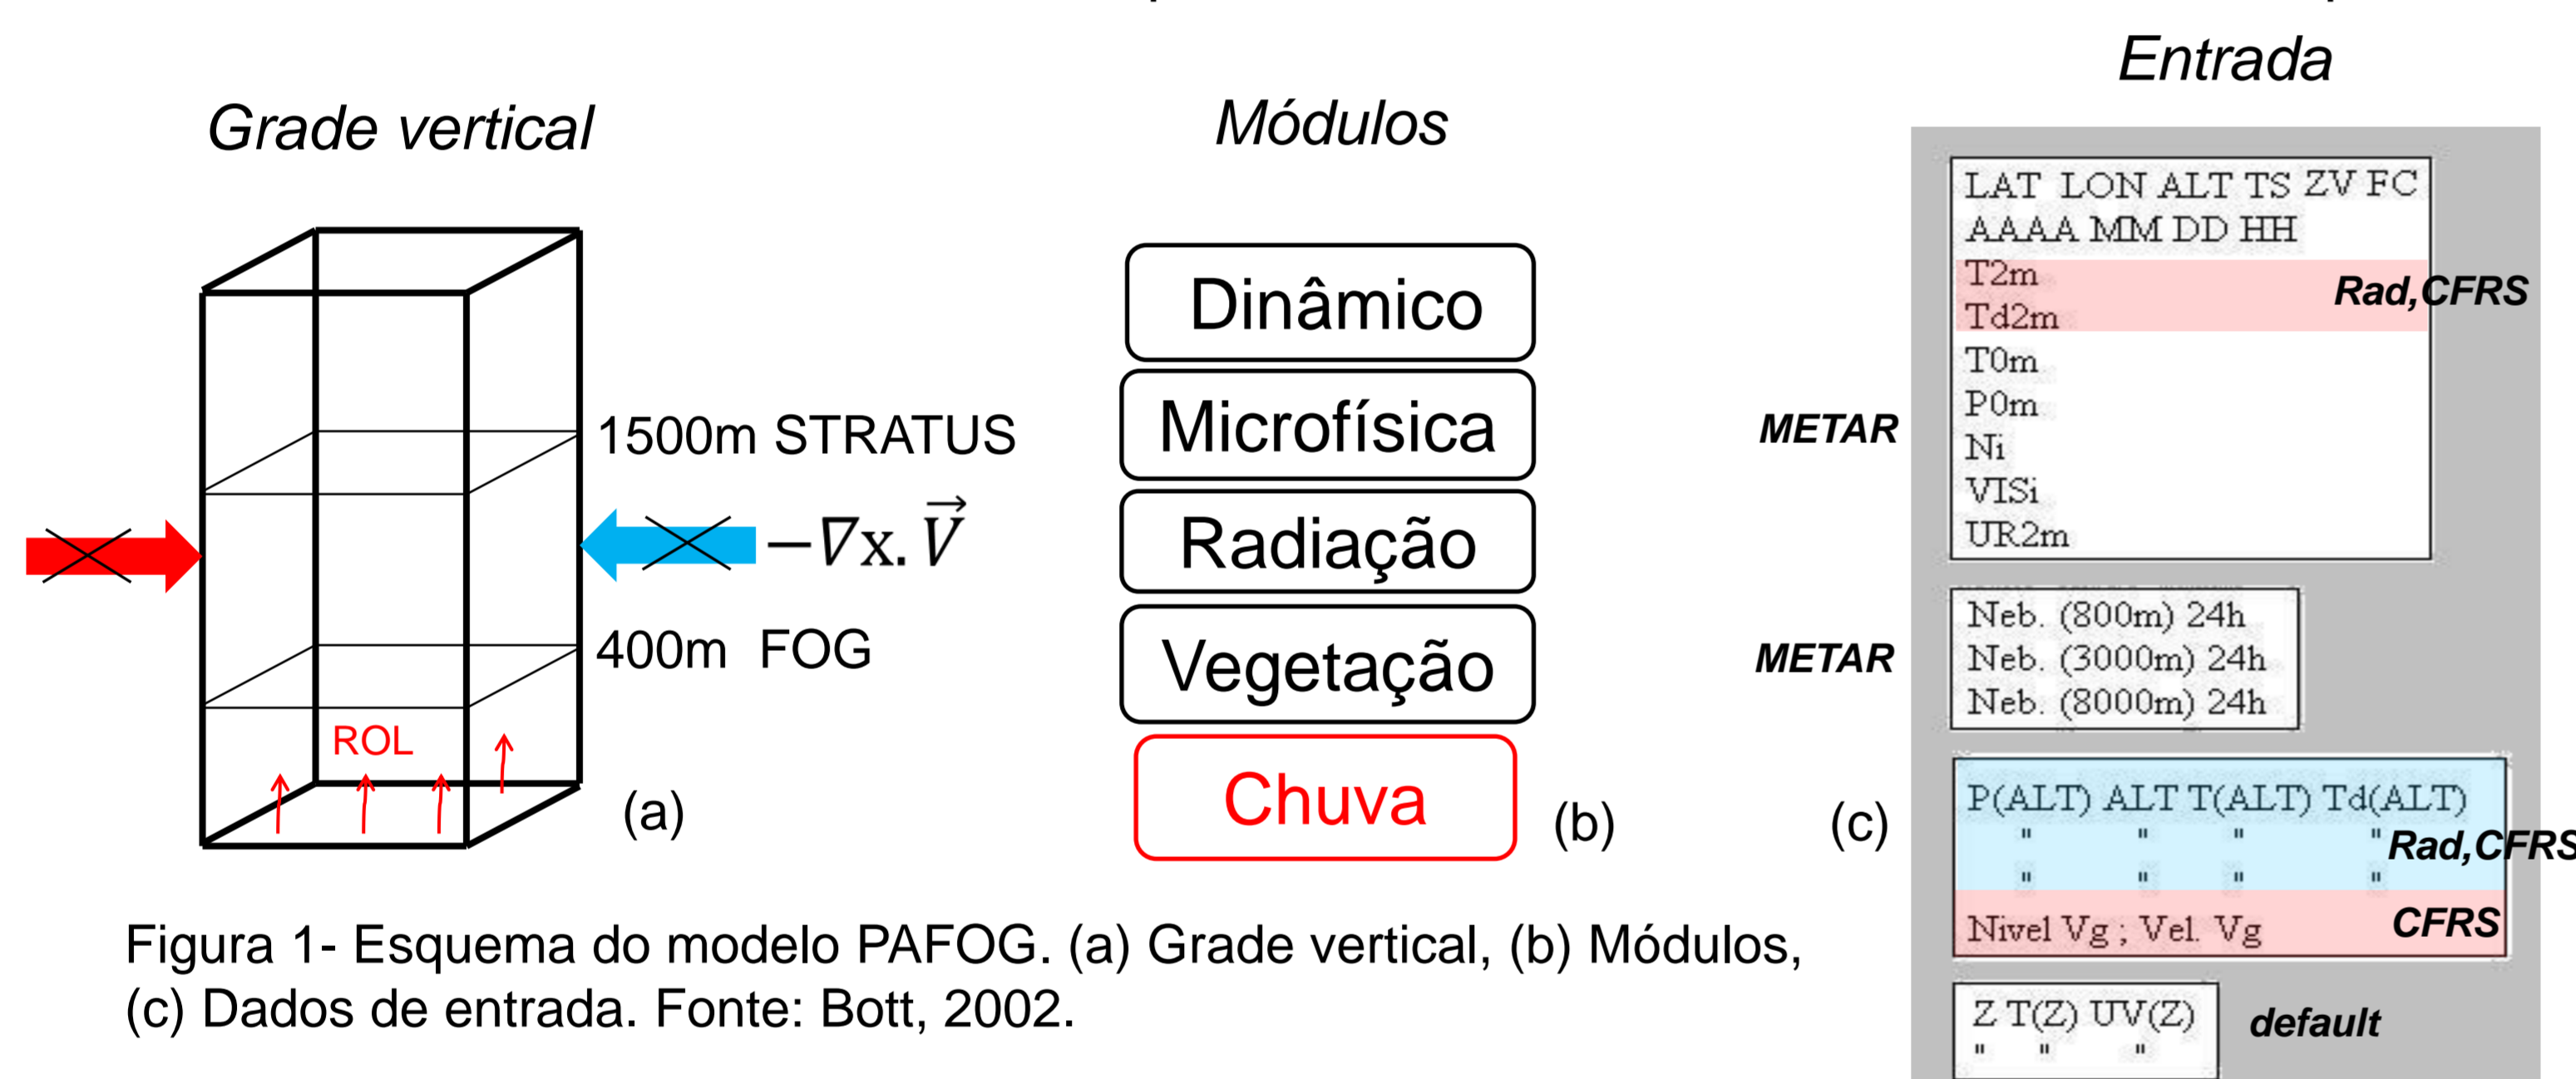 Grade vertical
1500m STRATUS
−∇x. V⃗
400m  FOG
ROL
(a)
Módulos
Dinâmico
Microfísica
Radiação
Vegetação
Chuva
(b)
Entrada
LAT LON ALT TS ZV FC
AAAA MM DD HH
T2m
Rad,CFRS
Td2m
T0m
P0m
METAR
Ni
VISi
UR2m
Neb. (800m) 24h
METAR
Neb. (3000m) 24h
Neb. (8000m) 24h
P(ALT) ALT T(ALT) Td(ALT)
" " " "
Rad,CFRS
" " " "
Nivel Vg ; Vel. Vg
CFRS
(c)
Z T(Z) UV(Z)
default
" " "
Figura 1- Esquema do modelo PAFOG. (a) Grade vertical, (b) Módulos,
(c) Dados de entrada. Fonte: Bott, 2002.